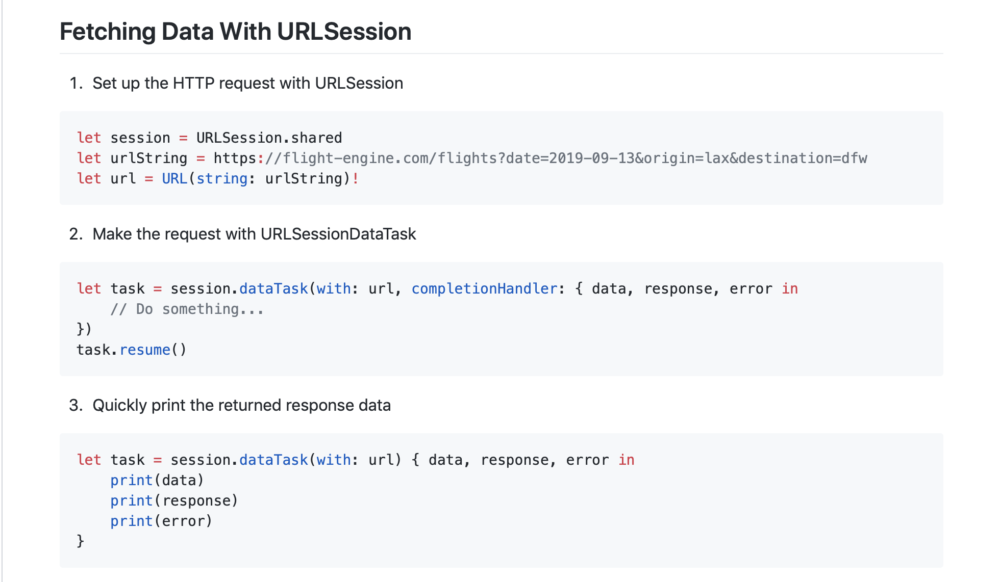 Fetching Data With URLSession
1. Set up the HTTP request with URLSession
let session = URLSession.shared
let urlString = https://flight-engine.com/flights?date=2019-09-13&origin=lax&destination=dfw
let url = URL(string: urlString)!
2. Make the request with URLSessionDataTask
let task = session.dataTask(with: url, completionHandler: { data, response, error in
    // Do something...
})
task.resume()
3. Quickly print the returned response data
let task = session.dataTask(with: url) { data, response, error in
    print(data)
    print(response)
    print(error)
}